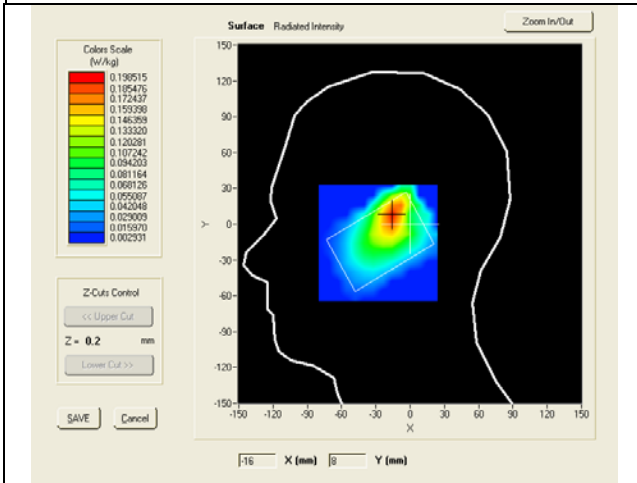 Surface Radiated Intensity
Zoom In/Out
Colors Scale
(W/kg)
0.198515
0.185476
0.172437
0.159398
0.146359
0.133320
0.120281
0.107242
0.094203
0.081164
0.068126
0.055087
0.042048
0.029009
0.015970
0.002931
Z-Cuts Control
<< Upper Cut
Z = 0.2 mm
Lower Cut >>
SAVE
Cancel
150
120
90
60
30
0
-30
-60
-90
-120
-150
Y
-150 -120 -90 -60 -30 0 30 60 90 120 150
X
-16 X (mm) 8 Y (mm)